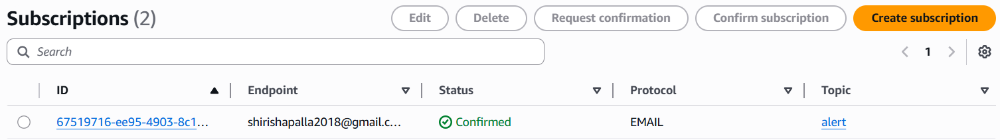 Subscriptions (2) Edit Delete Request confirmation Confirm subscription Create subscription
Search 1
ID Endpoint Status Protocol Topic
67519716-ee95-4903-8c1... shirishapalla2018@gmail.c... Confirmed EMAIL alert